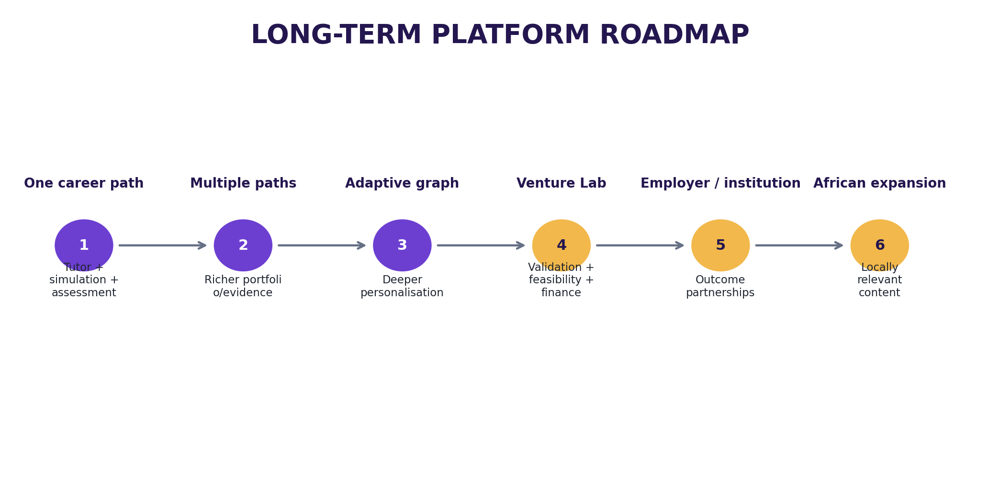 LONG-TERM PLATFORM ROADMAP
One career path
Multiple paths
Adaptive graph
Venture Lab
Employer / institution
African expansion
1
2
3
4
5
6
Tutor +
simulation +
assessment
Richer portfoli
o/evidence
Deeper
personalisation
Validation +
feasibility +
finance
Outcome
partnerships
Locally
relevant
content